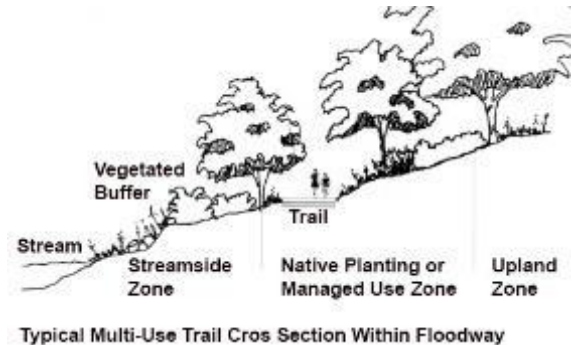 Vegetated
Buffer
Trail
Stream
Streamside
Zone
Native Planting or
Managed Use Zone
Upland
Zone
Typical Multi-Use Trail Cros Section Within Floodway